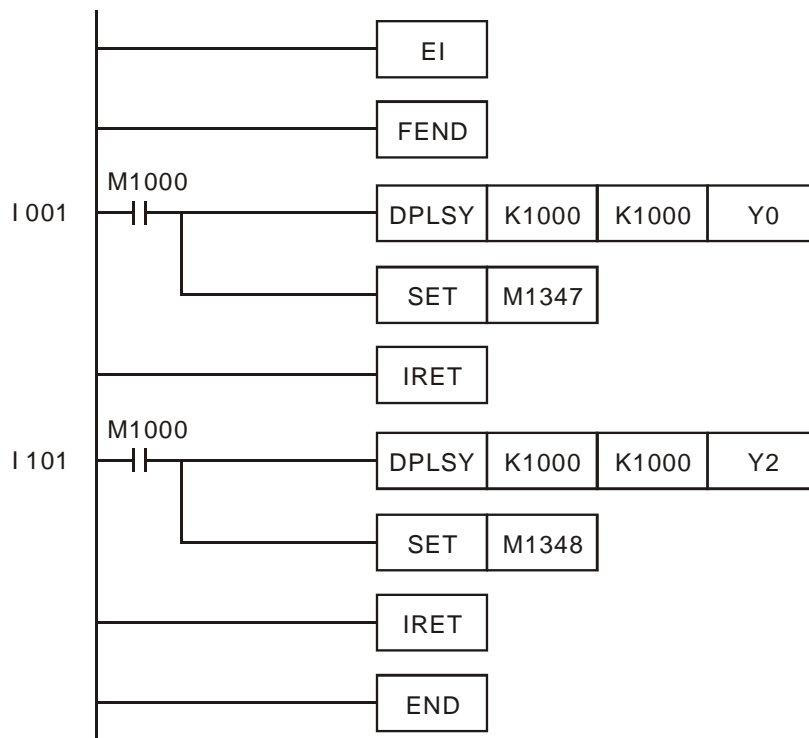 EI
FEND
M1000
I 001
DPLSY K1000 K1000 Y0
SET M1347
IRET
M1000
I 101
DPLSY K1000 K1000 Y2
SET M1348
IRET
END